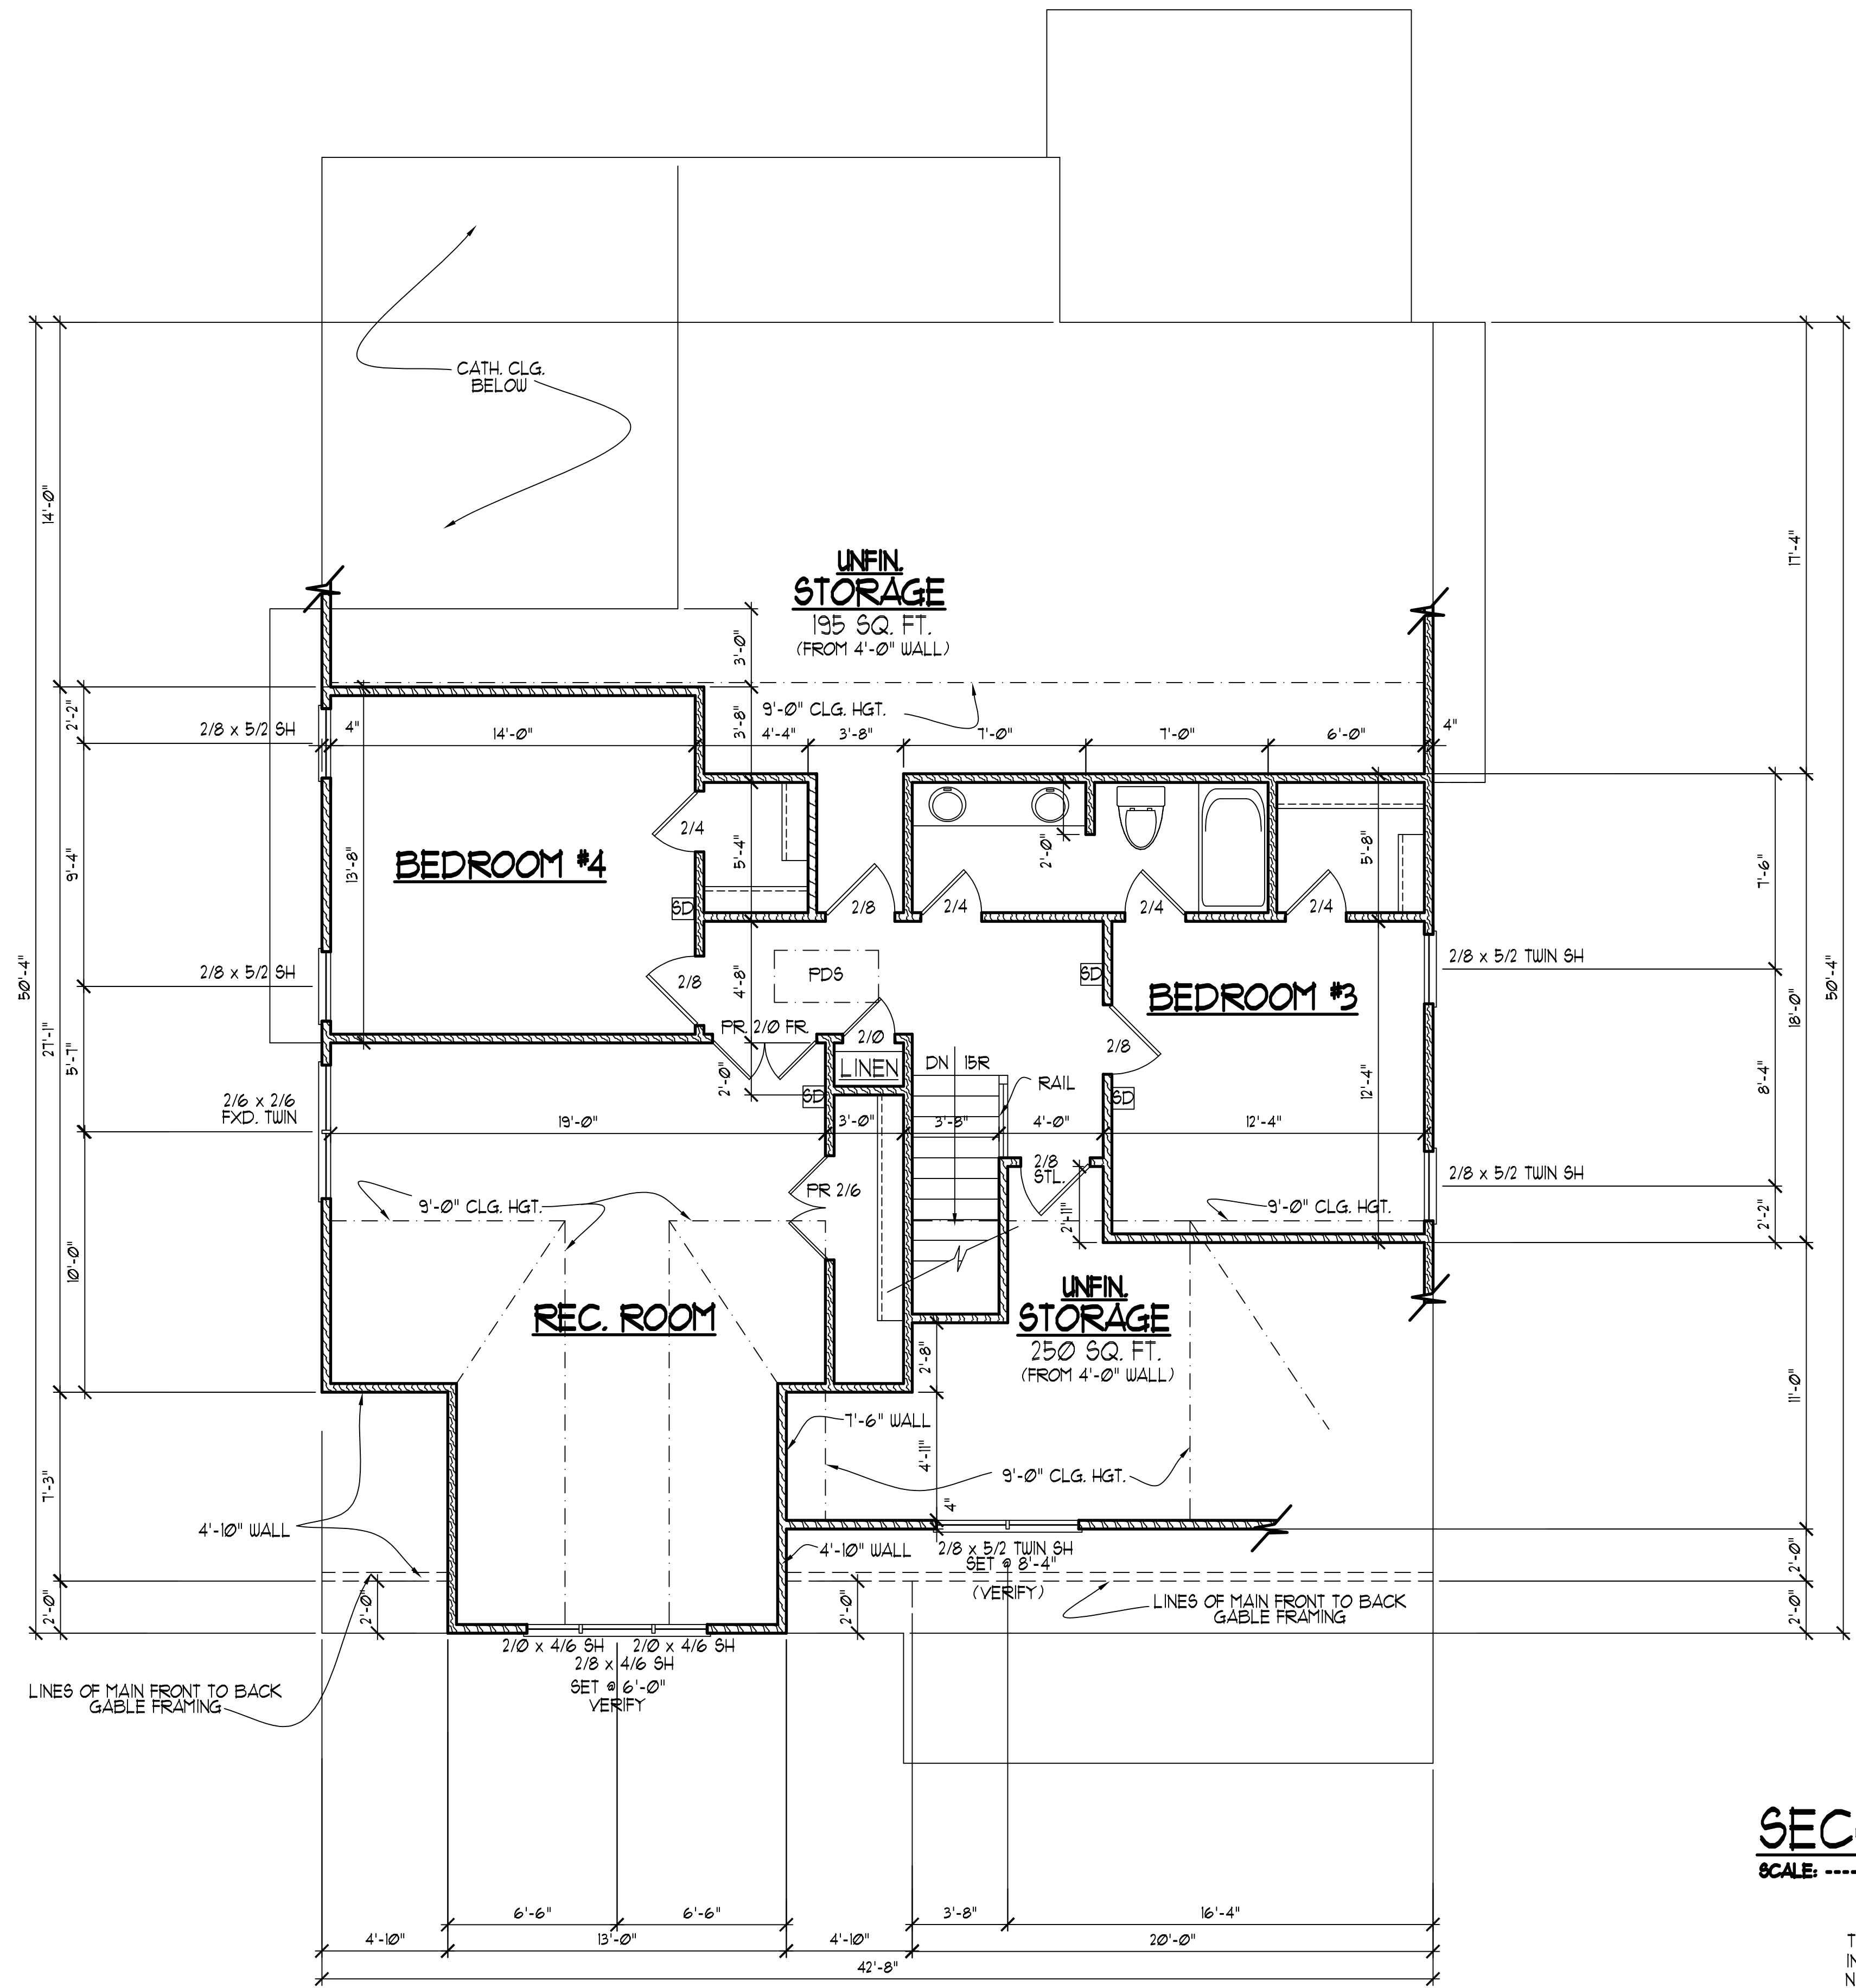 CATH. CLG.
BELOW
14'-0"
17'-4"
UNFIN.
STORAGE
195 SQ. FT.
(FROM 4'-0" WALL)
3'-0"
2'-2"
2/8 x 5/2 SH
4"
14'-0"
3'-8"
9'-0" CLG. HGT.
4'-4"
3'-8"
7'-0"
7'-0"
6'-0"
4"
9'-4"
13'-8"
BEDROOM #4
2/4
5'-4"
2'-0"
5'-8"
7'-6"
SD
2/8
2/4
2/4
2/4
50'-4"
2/8 x 5/2 SH
2/8
4'-8"
PDS
SD
BEDROOM #3
2/8 x 5/2 TWIN SH
18'-0"
50'-4"
27'-1"
5'-7"
PR. 2/0 FR.
2/0
LINEN
DN 15R
2/8
RAIL
2/6 x 2/6
FXD. TWIN
2'-0"
SD
SD
12'-4"
8'-4"
19'-0"
3'-0"
3'-8"
4'-0"
12'-4"
2/8
STL.
2/8 x 5/2 TWIN SH
PR 2/6
9'-0" CLG. HGT.
2'-11"
9'-0" CLG. HGT.
2'-2"
10'-0"
REC. ROOM
UNFIN.
STORAGE
250 SQ. FT.
(FROM 4'-0" WALL)
2'-8"
11'-0"
7'-6" WALL
4'-11"
9'-0" CLG. HGT.
7'-3"
4"
4'-10" WALL
4'-10" WALL
2/8 x 5/2 TWIN SH
SET @ 8'-4"
(VERIFY)
2'-0"
2'-0"
2'-0"
2'-0"
2'-0"
LINES OF MAIN FRONT TO BACK
GABLE FRAMING
2/0 x 4/6 SH 2/0 x 4/6 SH
2/8 x 4/6 SH
SET @ 6'-0"
VERIFY
LINES OF MAIN FRONT TO BACK
GABLE FRAMING
SEC
SCALE: ----
6'-6"
6'-6"
3'-8"
16'-4"
4'-10"
13'-0"
4'-10"
20'-0"
42'-8"